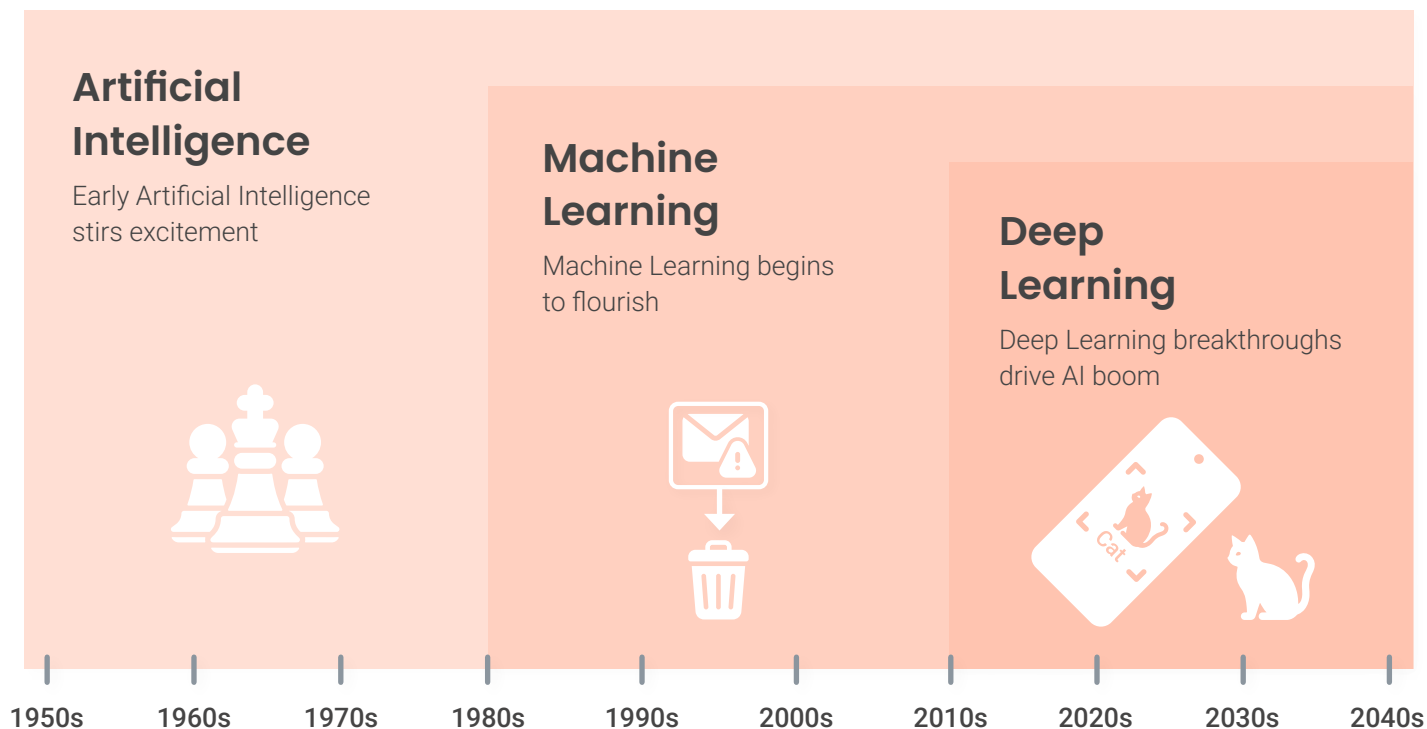 Artificial
Intelligence
Early Artificial Intelligence
stirs excitement
Machine
Learning
Machine Learning begins
to flourish
Deep
Learning
Deep Learning breakthroughs
drive AI boom
Cat
1950s 1960s 1970s 1980s 1990s 2000s 2010s 2020s 2030s 2040s